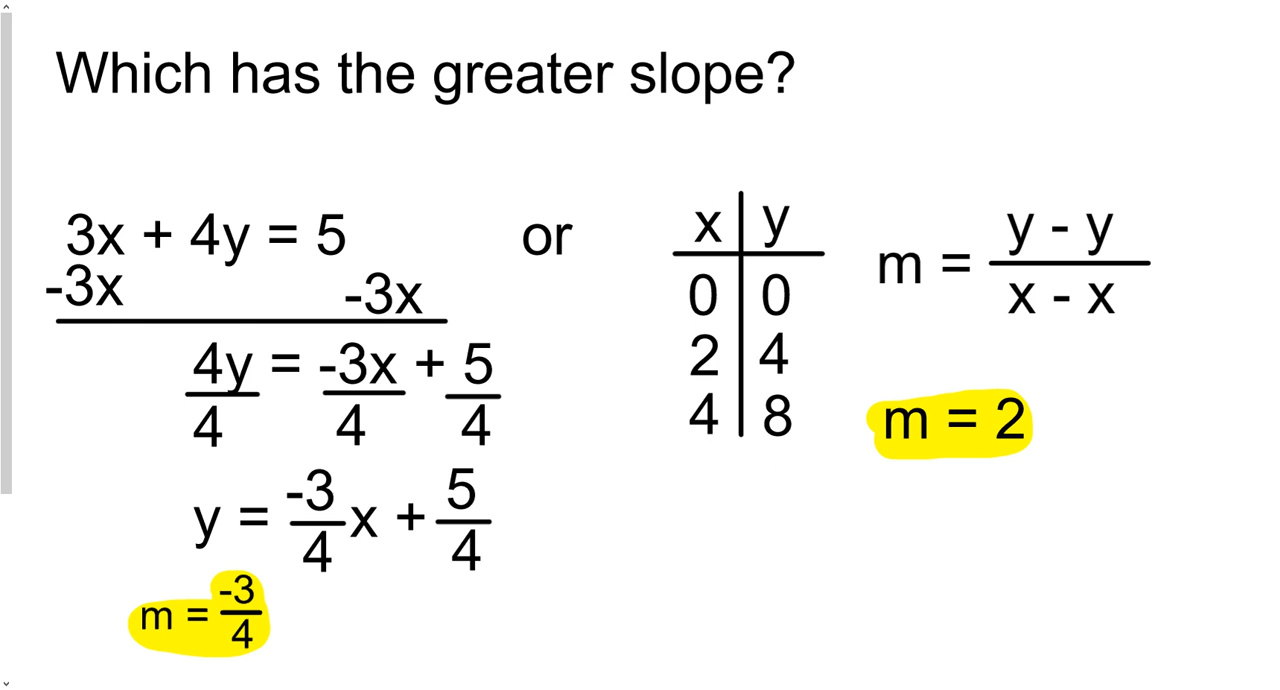 Which has the greater slope?
3x + 4y = 5
-3x -3x
4y = -3x + 5
4 4 4
y = -3/4 x + 5/4
m = -3/4
or
x y
0 0
2 4
4 8
m = y - y
x - x
m = 2